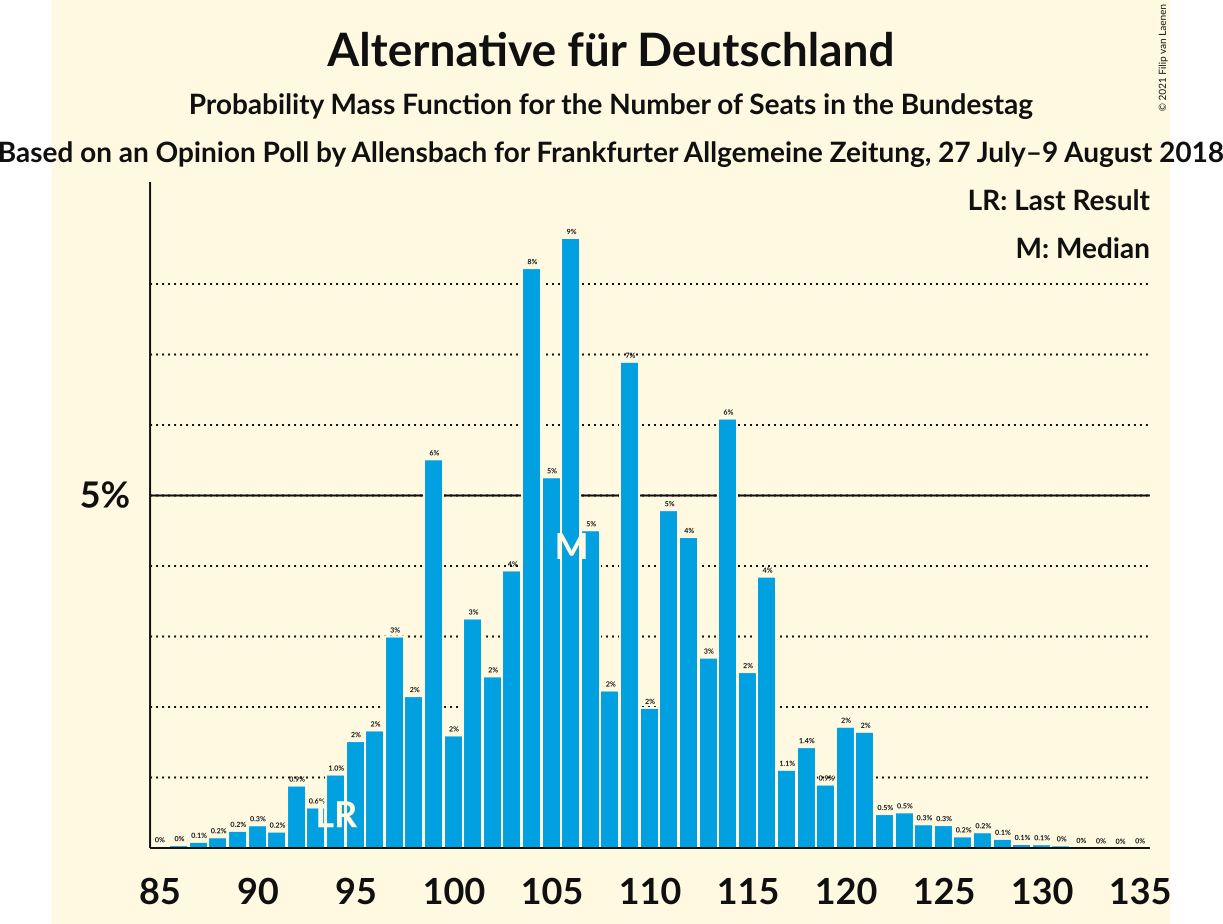 Alternative für Deutschland
Probability Mass Function for the Number of Seats in the Bundestag
Based on an Opinion Poll by Allensbach for Frankfurter Allgemeine Zeitung, 27 July–9 August 2018
© 2021 Filip van Laenen
LR: Last Result
M: Median
5%
0% 0% 0.1% 0.2% 0.2% 0.3% 0.2% 0.9% 0.6% 1.0% 2% 2% 3% 2% 6% 2% 3% 2% 4% 8% 5% 9% 5% 2% 7% 2% 5% 4% 3% 6% 2% 4% 1.1% 1.4% 0.9% 2% 2% 0.5% 0.5% 0.3% 0.3% 0.2% 0.2% 0.1% 0.1% 0.1% 0% 0% 0% 0% 0%
M
LR
85 90 95 100 105 110 115 120 125 130 135